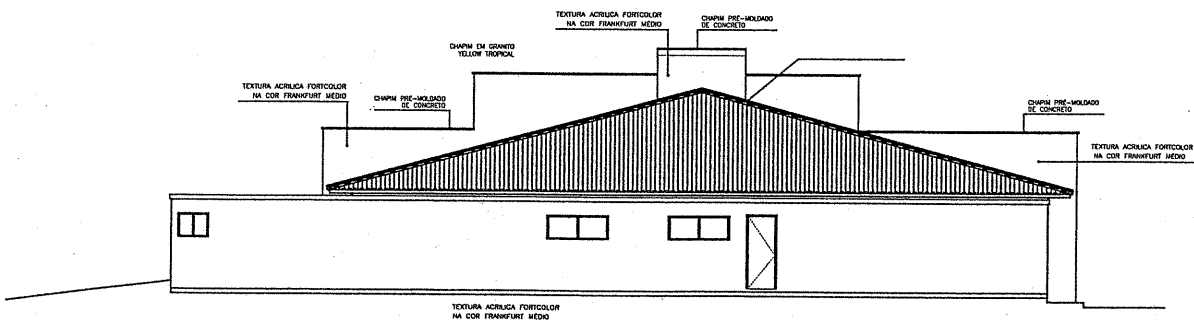 TEXTURA ACRILICA FORTCOLOR
NA COR FRANKFURT MÉDIO
CHAPIM PRÉ-MOLDADO
DE CONCRETO
CHAPIM EM GRANITO
YELLOW TROPICAL
TEXTURA ACRILICA FORTCOLOR
NA COR FRANKFURT MÉDIO
CHAPIM PRÉ-MOLDADO
DE CONCRETO
CHAPIM PRÉ-MOLDADO
DE CONCRETO
TEXTURA ACRILICA FORTCOLOR
NA COR FRANKFURT MÉDIO
TEXTURA ACRILICA FORTCOLOR
NA COR FRANKFURT MÉDIO